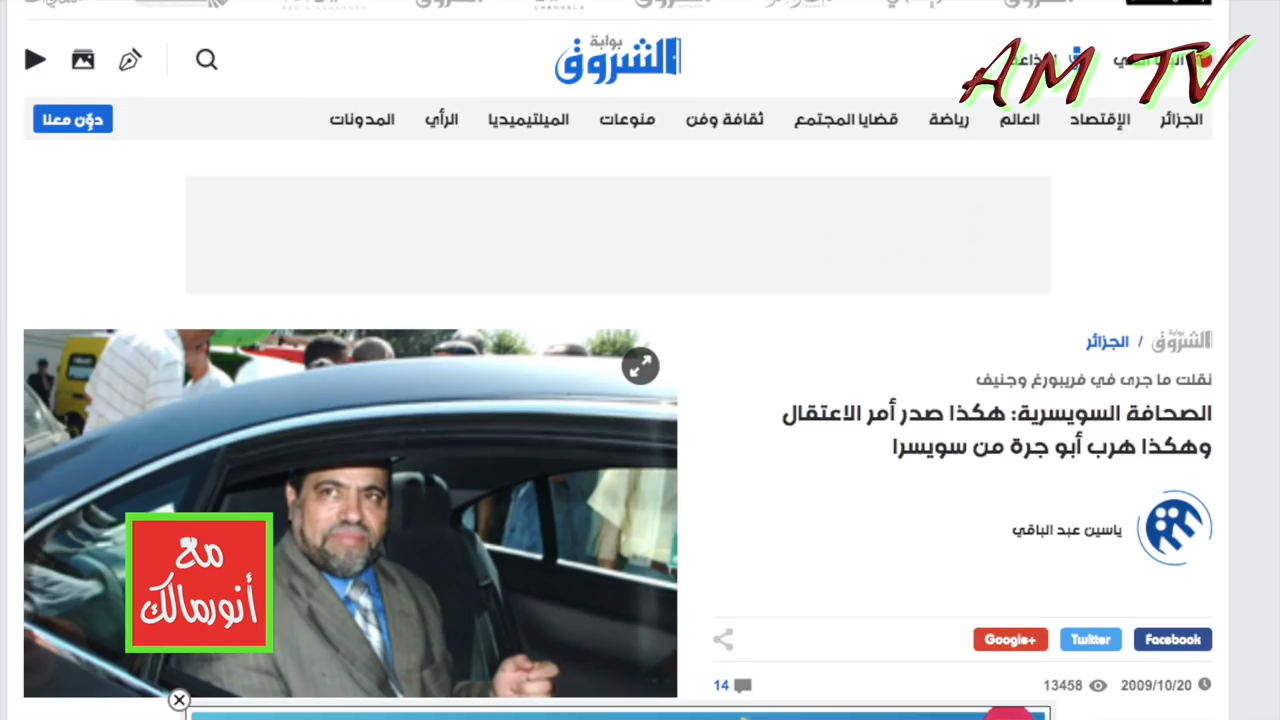 AM TV
بوابة
الشروق
الجزائر
الإقتصاد
العالم
رياضة
قضايا المجتمع
ثقافة وفن
منوعات
الميلتيميديا
الرأي
المدونات
دوّن معنا
بوابة الشروق / الجزائر
نقلت ما جرى في فريبورغ وجنيف
الصحافة السويسرية: هكذا صدر أمر الاعتقال
وهكذا هرب أبو جرة من سويسرا
ياسين عبد الباقي
مع
أنورمالك
Facebook
Twitter
Google+
2009/10/20
13458
14